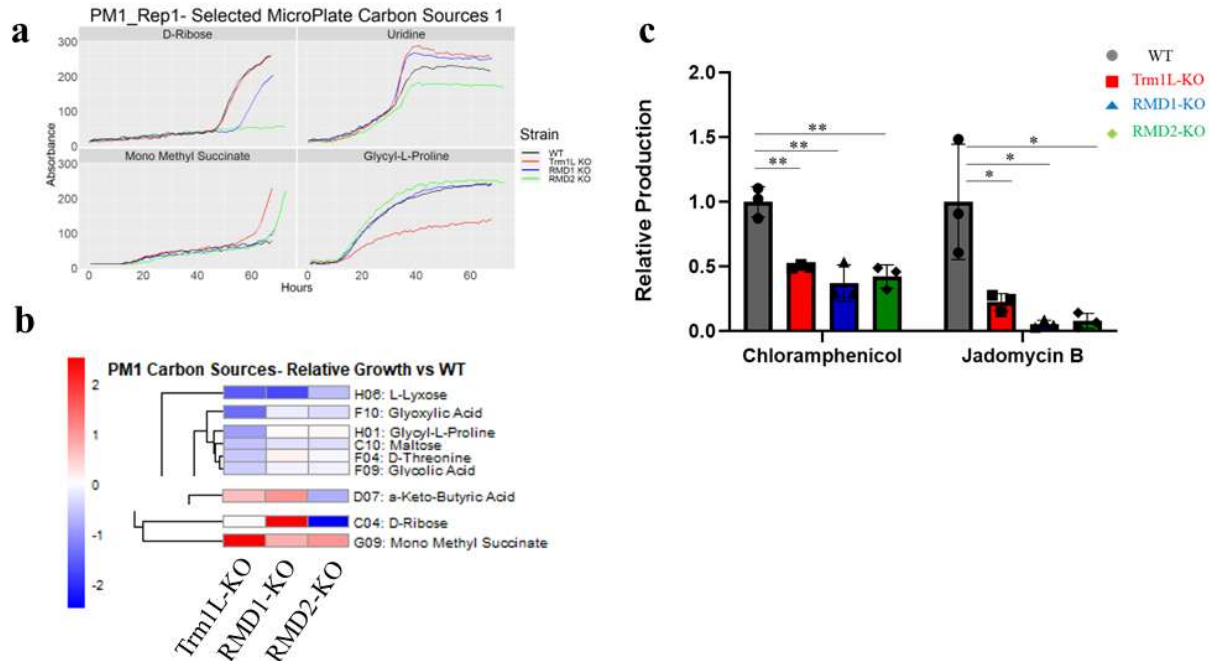 a
PM1_Rep1- Selected MicroPlate Carbon Sources 1
D-Ribose
Uridine
300
200
100
0
Mono Methyl Succinate
Glycyl-L-Proline
300
200
100
0
Absorbance
0 20 40 60 0 20 40 60
Hours
Strain
WT
Trm1L KO
RMD1 KO
RMD2 KO
b
PM1 Carbon Sources- Relative Growth vs WT
2
1
0
-1
-2
H06: L-Lyxose
F10: Glyoxylic Acid
H01: Glycyl-L-Proline
C10: Maltose
F04: D-Threonine
F09: Glycolic Acid
D07: a-Keto-Butyric Acid
C04: D-Ribose
G09: Mono Methyl Succinate
Trm1L-KO
RMD1-KO
RMD2-KO
c
WT
Trm1L-KO
RMD1-KO
RMD2-KO
Relative Production
2.0
1.5
1.0
0.5
0.0
**
**
**
*
*
*
Chloramphenicol
Jadomycin B